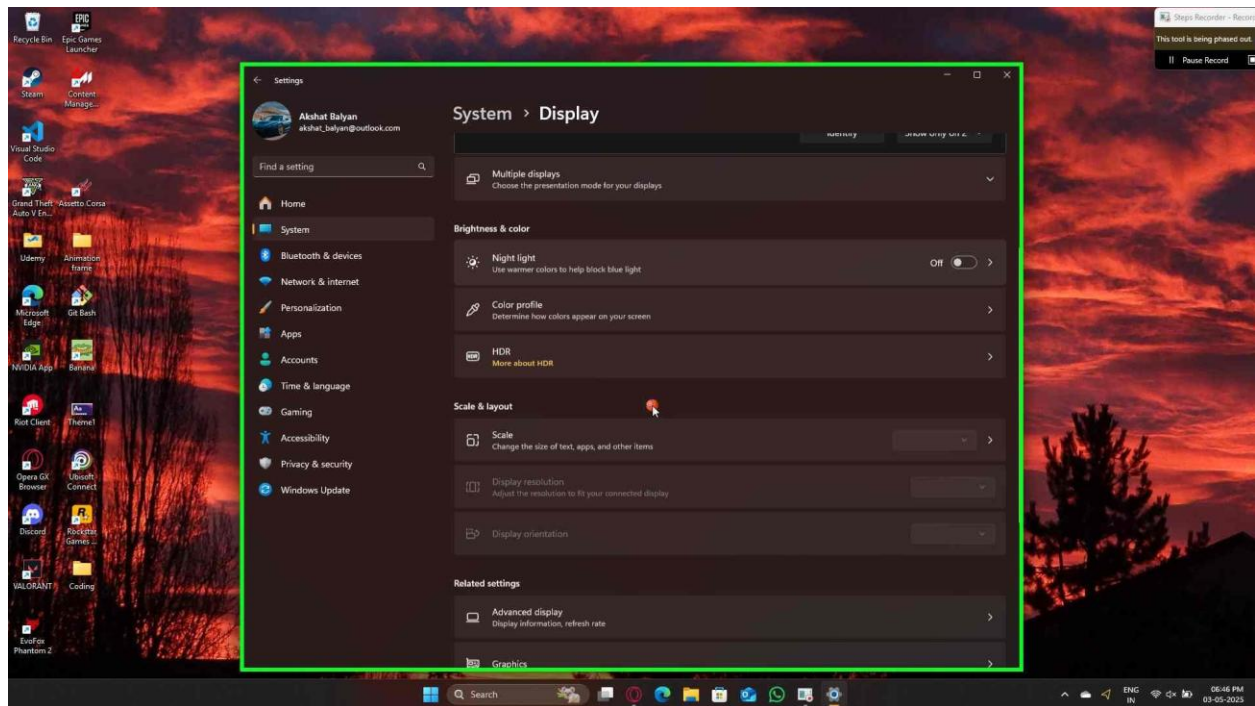 Recycle Bin
Epic Games
Launcher
Steam
Content
Manage...
Visual Studio
Code
Grand Theft
Auto V En...
Assetto Corsa
Udemy
Animation
frame
Microsoft
Edge
Git Bash
NVIDIA App
Banana
Riot Client
Theme1
Opera GX
Browser
Ubisoft
Connect
Discord
Rockstar
Games ...
VALORANT
Coding
EvoFox
Phantom 2
Settings
Akshat Balyan
akshat_balyan@outlook.com
Find a setting
Home
System
Bluetooth & devices
Network & internet
Personalization
Apps
Accounts
Time & language
Gaming
Accessibility
Privacy & security
Windows Update
System > Display
Identify
Show only on 2
Multiple displays
Choose the presentation mode for your displays
Brightness & color
Night light
Use warmer colors to help block blue light
Off
Color profile
Determine how colors appear on your screen
HDR
More about HDR
Scale & layout
Scale
Change the size of text, apps, and other items
Display resolution
Adjust the resolution to fit your connected display
Display orientation
Related settings
Advanced display
Display information, refresh rate
Graphics
Steps Recorder - Recor
This tool is being phased out.
Pause Record
Search
ENG
IN
06:46 PM
03-05-2025